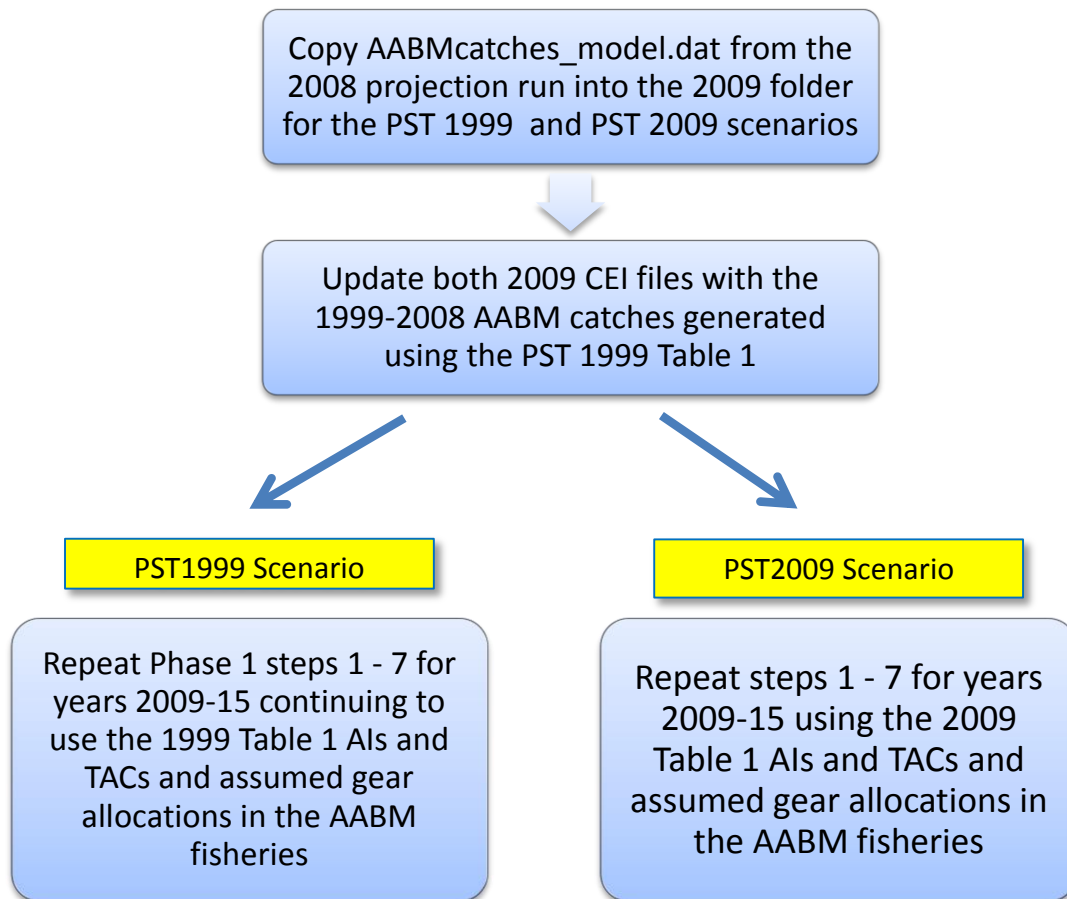 Copy AABMcatches_model.dat from the
2008 projection run into the 2009 folder
for the PST 1999 and PST 2009 scenarios
Update both 2009 CEI files with the
1999-2008 AABM catches generated
using the PST 1999 Table 1
PST1999 Scenario
Repeat Phase 1 steps 1 - 7 for
years 2009-15 continuing to
use the 1999 Table 1 AIs and
TACs and assumed gear
allocations in the AABM
fisheries
PST2009 Scenario
Repeat steps 1 - 7 for years
2009-15 using the 2009
Table 1 AIs and TACs and
assumed gear allocations in
the AABM fisheries